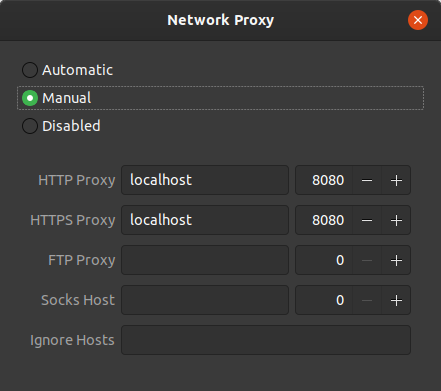 Network Proxy
Automatic
Manual
Disabled
HTTP Proxy localhost 8080 − +
HTTPS Proxy localhost 8080 − +
FTP Proxy 0 − +
Socks Host 0 − +
Ignore Hosts